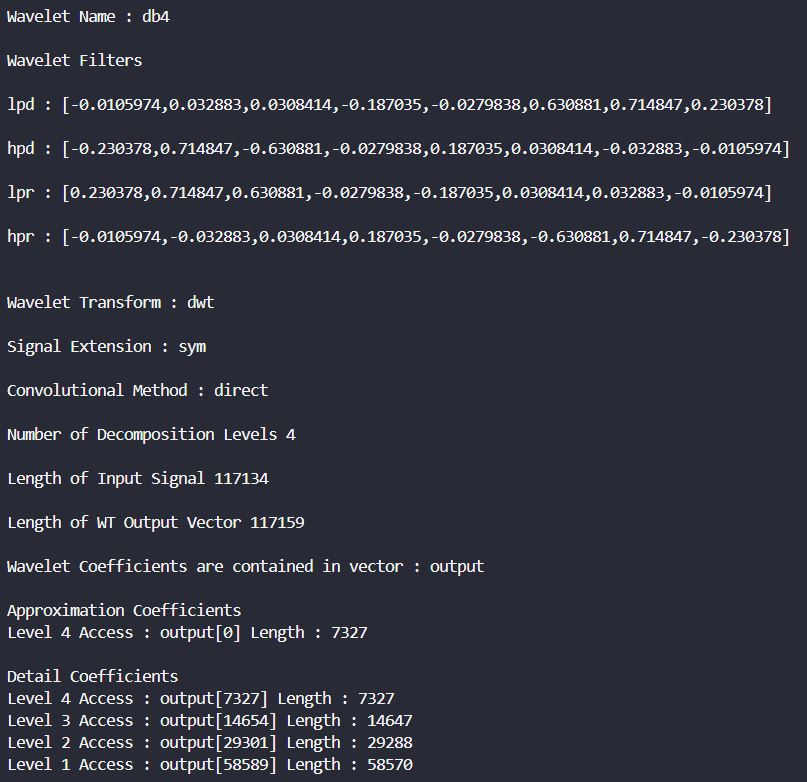 Wavelet Name : db4
Wavelet Filters
lpd : [-0.0105974,0.032883,0.0308414,-0.187035,-0.0279838,0.630881,0.714847,0.230378]
hpd : [-0.230378,0.714847,-0.630881,-0.0279838,0.187035,0.0308414,-0.032883,-0.0105974]
lpr : [0.230378,0.714847,0.630881,-0.0279838,-0.187035,0.0308414,0.032883,-0.0105974]
hpr : [-0.0105974,-0.032883,0.0308414,0.187035,-0.0279838,-0.630881,0.714847,-0.230378]
Wavelet Transform : dwt
Signal Extension : sym
Convolutional Method : direct
Number of Decomposition Levels 4
Length of Input Signal 117134
Length of WT Output Vector 117159
Wavelet Coefficients are contained in vector : output
Approximation Coefficients
Level 4 Access : output[0] Length : 7327
Detail Coefficients
Level 4 Access : output[7327] Length : 7327
Level 3 Access : output[14654] Length : 14647
Level 2 Access : output[29301] Length : 29288
Level 1 Access : output[58589] Length : 58570